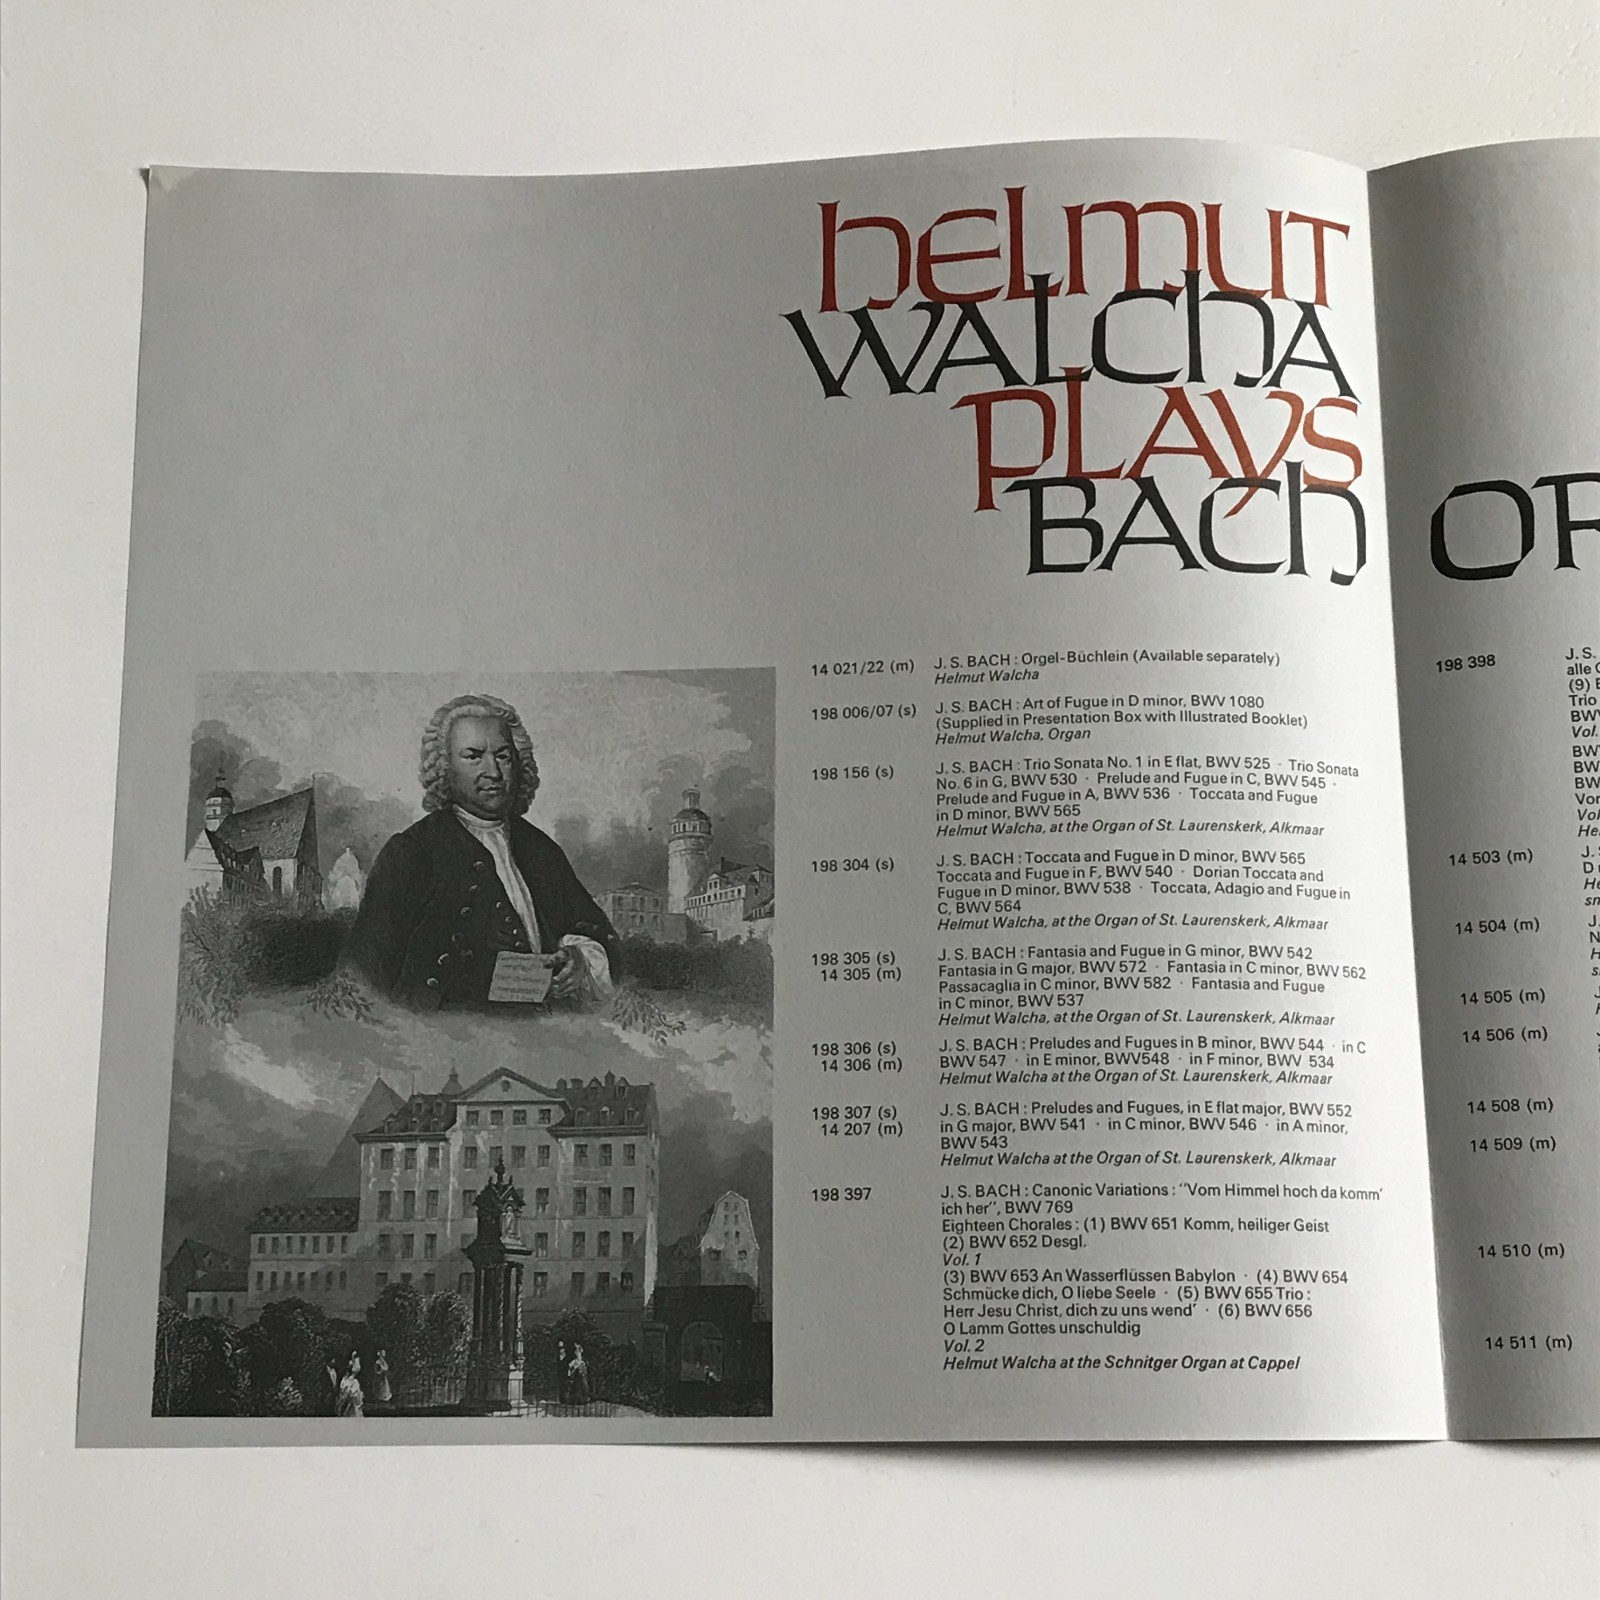 helmut
WALCHA
plays
BACH OR
14 021/22 (m) J. S. BACH : Orgel-Büchlein (Available separately)
Helmut Walcha
198 006/07 (s) J. S. BACH : Art of Fugue in D minor, BWV 1080
(Supplied in Presentation Box with Illustrated Booklet)
Helmut Walcha, Organ
198 156 (s) J. S. BACH : Trio Sonata No. 1 in E flat, BWV 525 · Trio Sonata
No. 6 in G, BWV 530 · Prelude and Fugue in C, BWV 545 ·
Prelude and Fugue in A, BWV 536 · Toccata and Fugue
in D minor, BWV 565
Helmut Walcha, at the Organ of St. Laurenskerk, Alkmaar
198 304 (s) J. S. BACH : Toccata and Fugue in D minor, BWV 565
Toccata and Fugue in F, BWV 540 · Dorian Toccata and
Fugue in D minor, BWV 538 · Toccata, Adagio and Fugue in
C, BWV 564
Helmut Walcha, at the Organ of St. Laurenskerk, Alkmaar
198 305 (s) J. S. BACH : Fantasia and Fugue in G minor, BWV 542
14 305 (m) Fantasia in G major, BWV 572 · Fantasia in C minor, BWV 562
Passacaglia in C minor, BWV 582 · Fantasia and Fugue
in C minor, BWV 537
Helmut Walcha, at the Organ of St. Laurenskerk, Alkmaar
198 306 (s) J. S. BACH : Preludes and Fugues in B minor, BWV 544 · in C
14 306 (m) BWV 547 · in E minor, BWV548 · in F minor, BWV 534
Helmut Walcha at the Organ of St. Laurenskerk, Alkmaar
198 307 (s) J. S. BACH : Preludes and Fugues, in E flat major, BWV 552
14 207 (m) in G major, BWV 541 · in C minor, BWV 546 · in A minor,
BWV 543
Helmut Walcha at the Organ of St. Laurenskerk, Alkmaar
198 397 J. S. BACH : Canonic Variations : "Vom Himmel hoch da komm'
ich her", BWV 769
Eighteen Chorales : (1) BWV 651 Komm, heiliger Geist
(2) BWV 652 Desgl.
Vol. 1
(3) BWV 653 An Wasserflüssen Babylon · (4) BWV 654
Schmücke dich, O liebe Seele · (5) BWV 655 Trio :
Herr Jesu Christ, dich zu uns wend' · (6) BWV 656
O Lamm Gottes unschuldig
Vol. 2
Helmut Walcha at the Schnitger Organ at Cappel
198 398 J. S.
alle
(9)
Trio
BWV
Vol.
BW
BW
BW
Vor
Vol
He
14 503 (m) J.
D
He
14 504 (m) J.
N
H
14 505 (m)
14 506 (m)
14 508 (m)
14 509 (m)
14 510 (m)
14 511 (m)